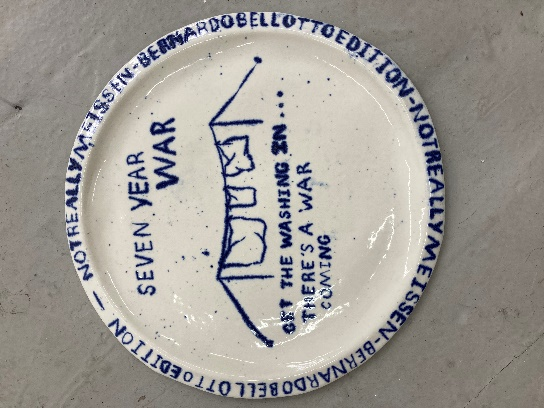 SEVEN YEAR
WAR
GET THE WASHING IN...
THERE'S A WAR
COMING
NOTREALLYMEISSEN-BERNARDOBELLOTTOEDITION-NOTREALLYMEISSEN-BERNARDOBELLOTTOEDITION—